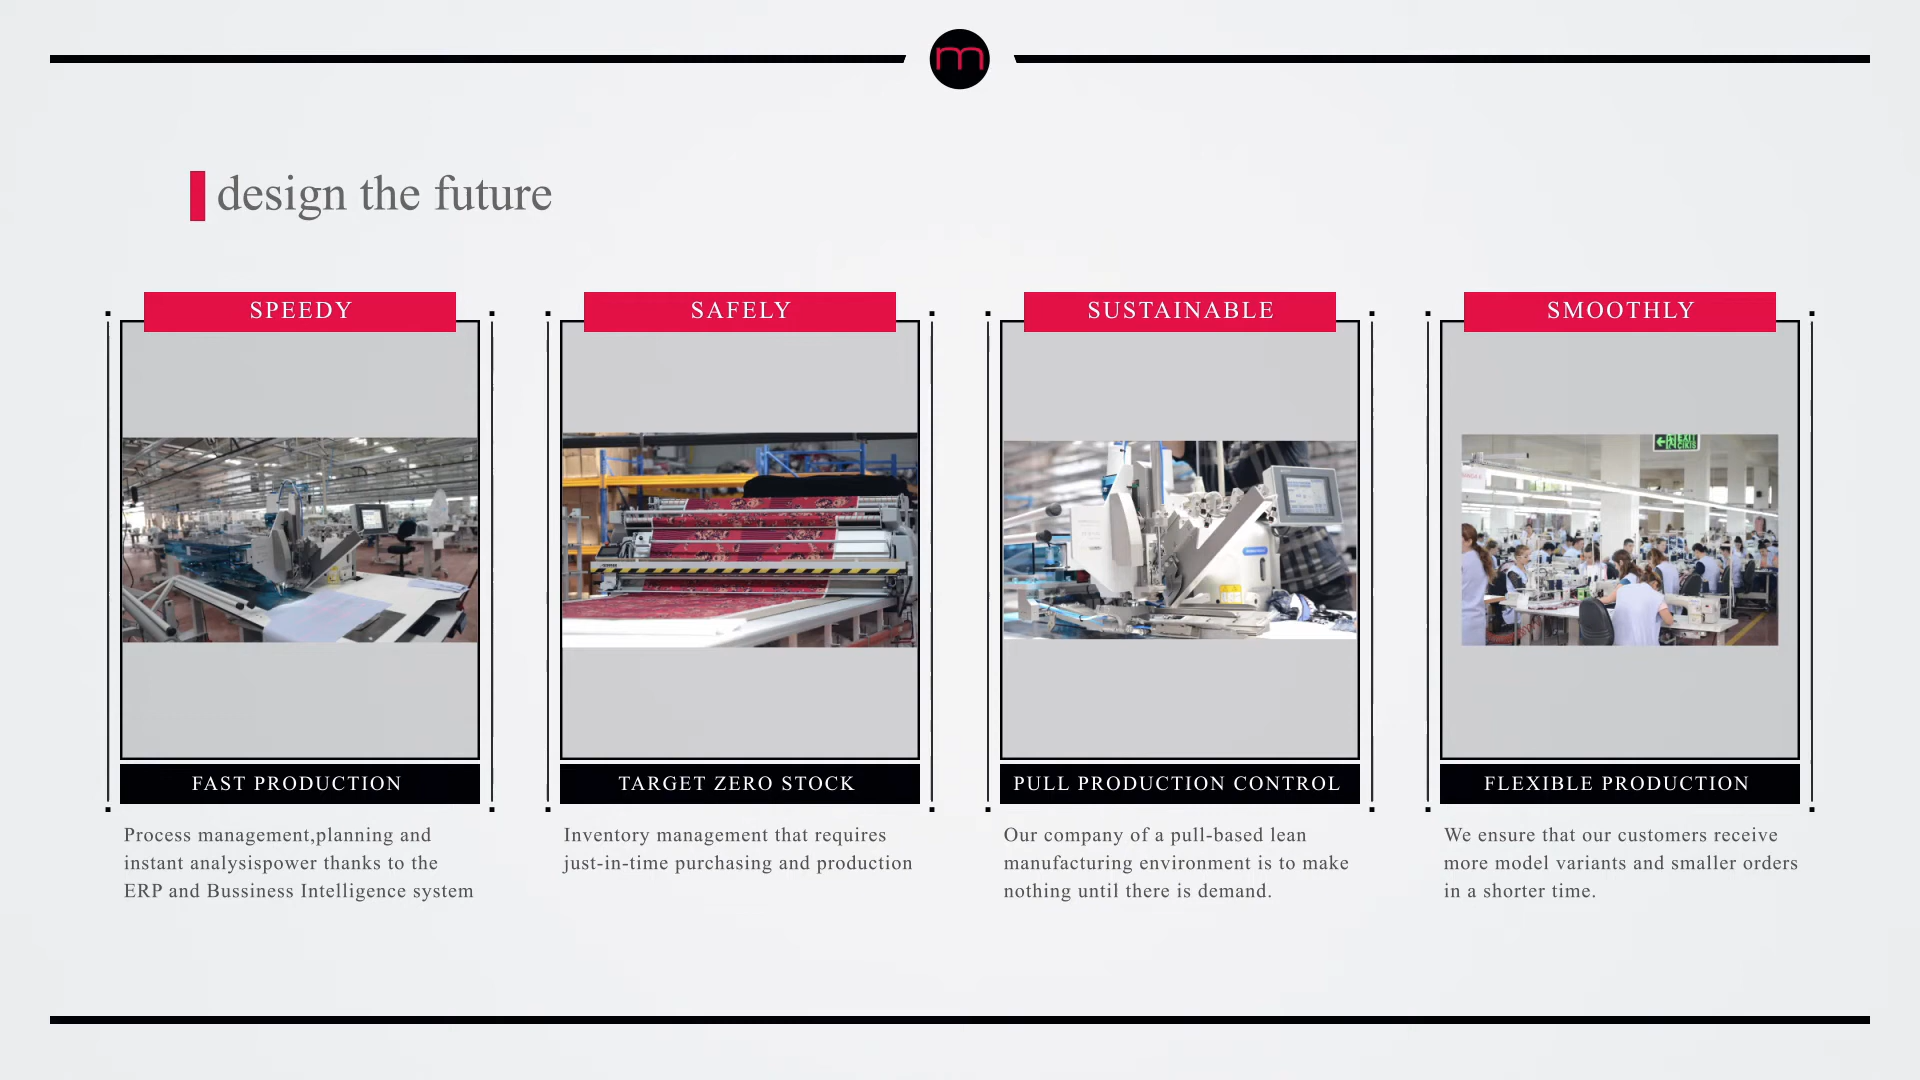 m
design the future
SPEEDY
SAFELY
SUSTAINABLE
SMOOTHLY
EXIT
ÇIKIŞ
FAST PRODUCTION
TARGET ZERO STOCK
PULL PRODUCTION CONTROL
FLEXIBLE PRODUCTION
Process management,planning and
instant analysispower thanks to the
ERP and Bussiness Intelligence system
Inventory management that requires
just-in-time purchasing and production
Our company of a pull-based lean
manufacturing environment is to make
nothing until there is demand.
We ensure that our customers receive
more model variants and smaller orders
in a shorter time.